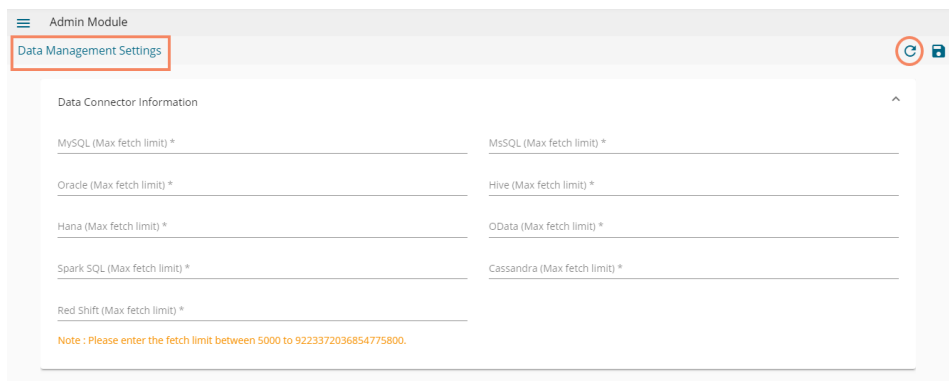 Admin Module
Data Management Settings
Data Connector Information
MySQL (Max fetch limit) *
MsSQL (Max fetch limit) *
Oracle (Max fetch limit) *
Hive (Max fetch limit) *
Hana (Max fetch limit) *
OData (Max fetch limit) *
Spark SQL (Max fetch limit) *
Cassandra (Max fetch limit) *
Red Shift (Max fetch limit) *
Note : Please enter the fetch limit between 5000 to 9223372036854775800.